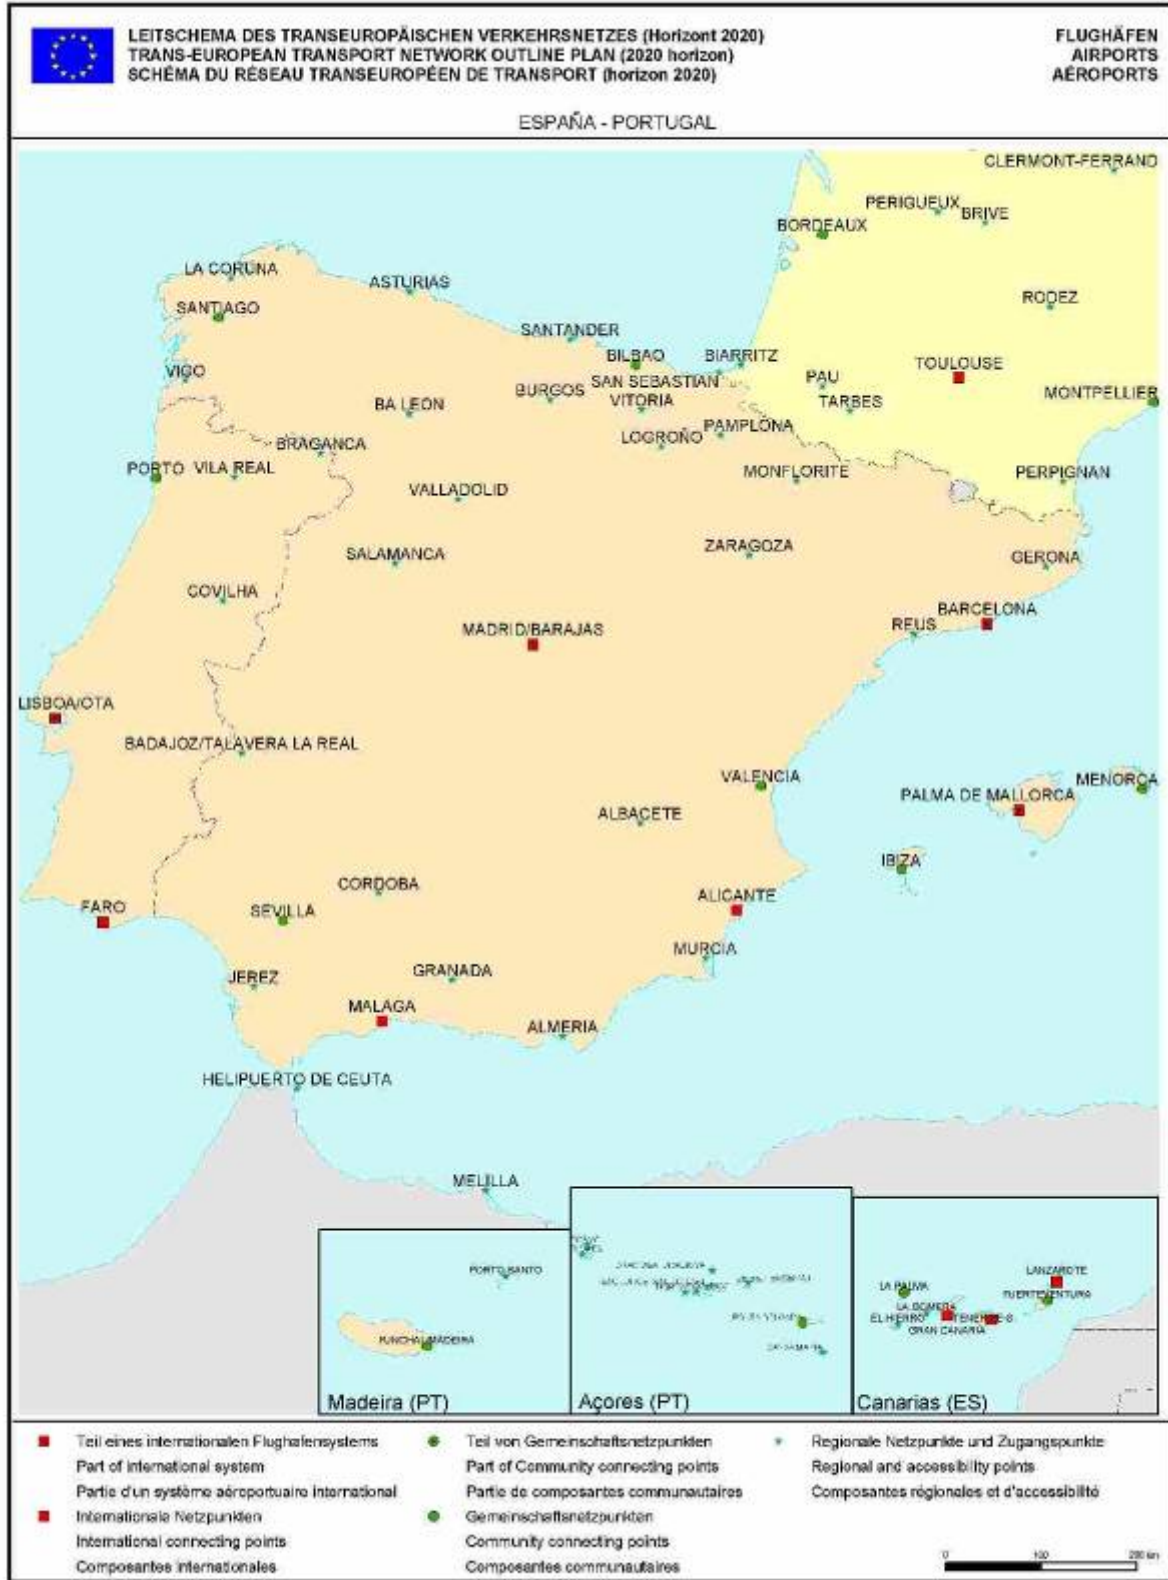 LEITSCHEMA DES TRANSEUROPÄISCHEN VERKEHRSNETZES (Horizont 2020)
TRANS-EUROPEAN TRANSPORT NETWORK OUTLINE PLAN (2020 horizon)
SCHÉMA DU RÉSEAU TRANSEUROPÉEN DE TRANSPORT (horizon 2020)
FLUGHÄFEN
AIRPORTS
AÉROPORTS
ESPAÑA - PORTUGAL
CLERMONT-FERRAND
PERIGUEUX
BRIVE
BORDEAUX
LA CORUNA
ASTURIAS
RODEZ
SANTIAGO
SANTANDER
BILBAO
BIARRITZ
TOULOUSE
VIGO
SAN SEBASTIAN
PAU
BURGOS
VITORIA
TARBES
MONTPELLIER
BA LEON
LOGROÑO
PAMPLONA
BRAGANCA
PORTO
VILA REAL
MONFLORITE
PERPIGNAN
VALLADOLID
SALAMANCA
ZARAGOZA
GERONA
COVILHA
BARCELONA
MADRID/BARAJAS
REUS
LISBOA/OTA
BADAJOZ/TALAVERA LA REAL
VALENCIA
MENORCA
PALMA DE MALLORCA
ALBACETE
IBIZA
CORDOBA
ALICANTE
FARO
SEVILLA
MURCIA
JEREZ
GRANADA
MALAGA
ALMERIA
HELIPUERTO DE CEUTA
MELILLA
PORTO SANTO
FUNCHAL/MADEIRA
Madeira (PT)
Açores (PT)
LANZAROTE
LA PALMA
FUERTEVENTURA
LA GOMERA
EL HIERRO
TENERIFE-S
GRAN CANARIA
Canarias (ES)
Teil eines internationalen Flughafensystems
Part of international system
Partie d'un système aéroportuaire international
Internationale Netzpunkten
International connecting points
Composantes internationales
Teil von Gemeinschaftsnetzpunkten
Part of Community connecting points
Partie de composantes communautaires
Gemeinschaftsnetzpunkten
Community connecting points
Composantes communautaires
Regionale Netzpunkte und Zugangspunkte
Regional and accessibility points
Composantes régionales et d'accessibilité
0 100 200 km